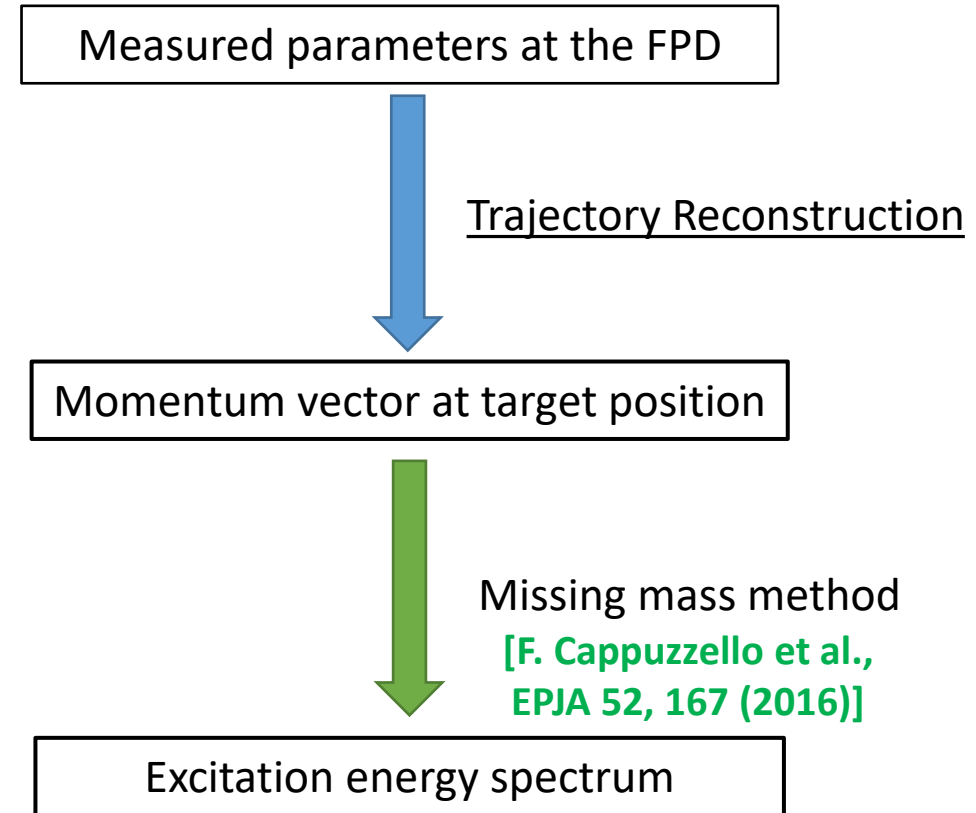 Measured parameters at the FPD
Trajectory Reconstruction
Momentum vector at target position
Missing mass method
[F. Cappuzzello et al.,
EPJA 52, 167 (2016)]
Excitation energy spectrum